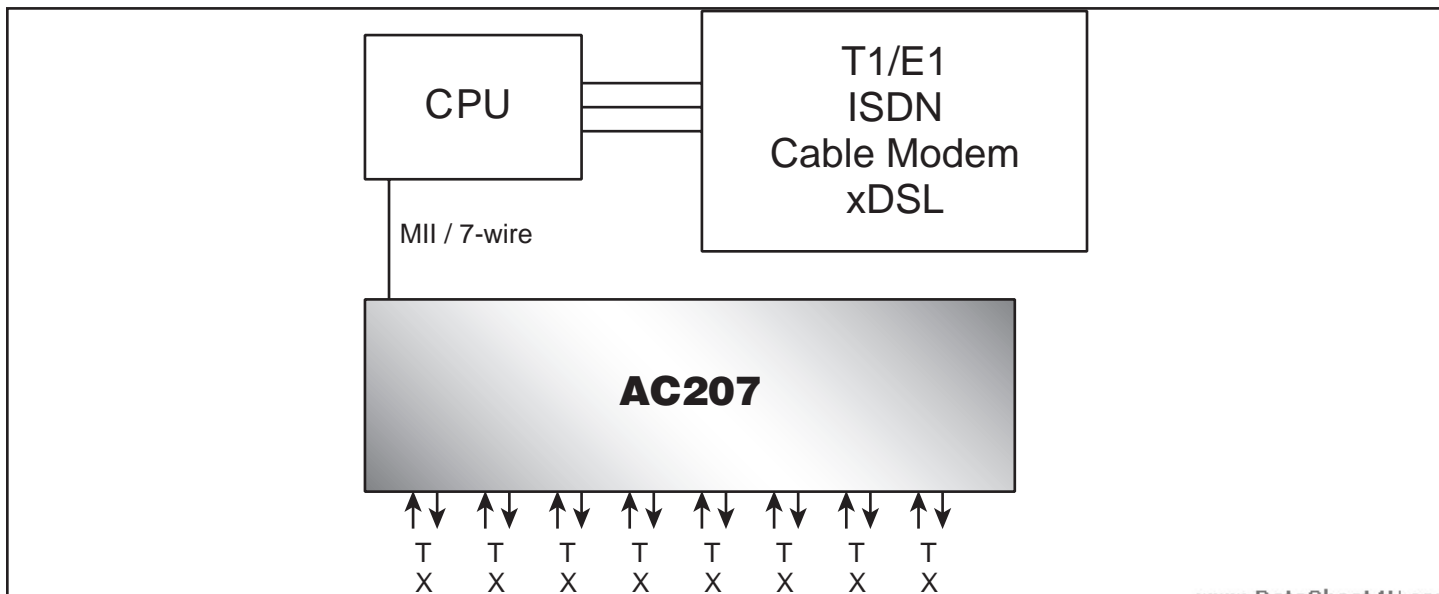 CPU
T1/E1
ISDN
Cable Modem
xDSL
MII / 7-wire
AC207
T T T T T T T T
X X X X X X X X